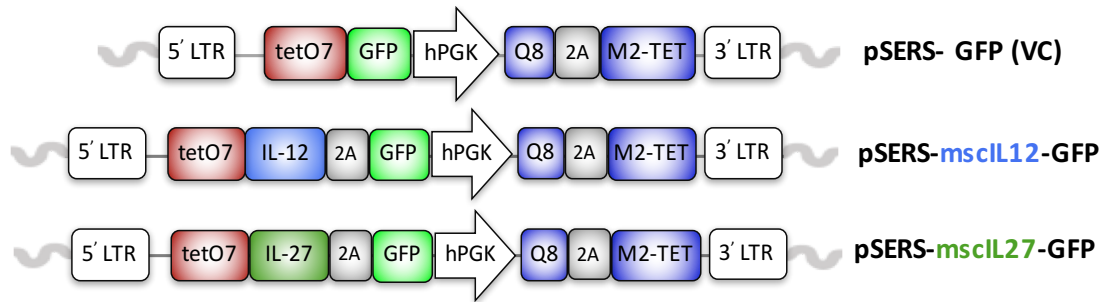 5′ LTR tetO7 GFP hPGK Q8 2A M2-TET 3′ LTR pSERS- GFP (VC)
5′ LTR tetO7 IL-12 2A GFP hPGK Q8 2A M2-TET 3′ LTR pSERS-mscIL12-GFP
5′ LTR tetO7 IL-27 2A GFP hPGK Q8 2A M2-TET 3′ LTR pSERS-mscIL27-GFP